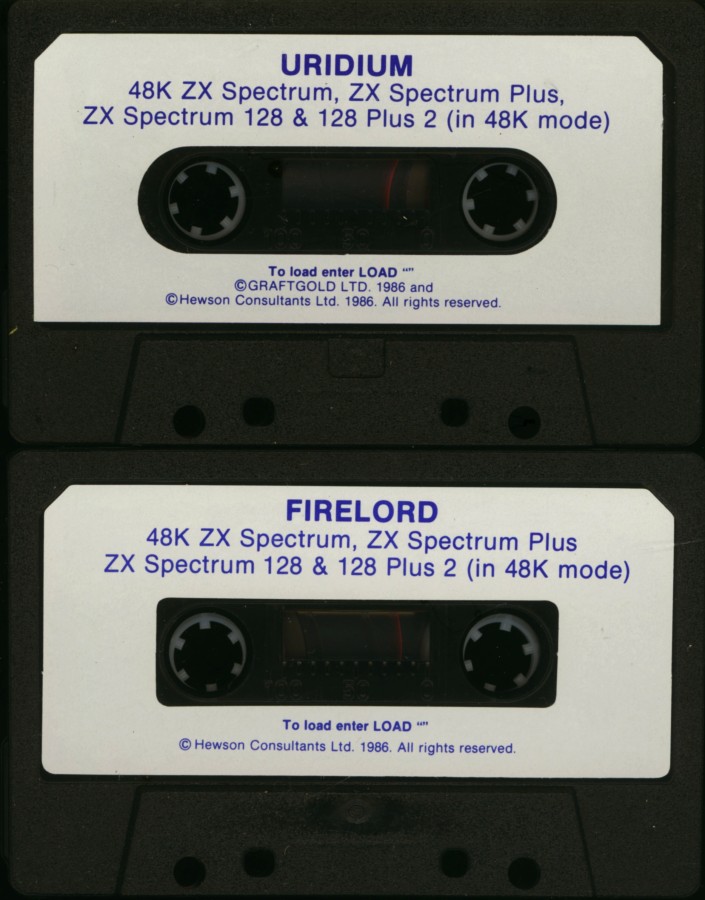 URIDIUM
48K ZX Spectrum, ZX Spectrum Plus,
ZX Spectrum 128 & 128 Plus 2 (in 48K mode)
To load enter LOAD “”
©GRAFTGOLD LTD. 1986 and
©Hewson Consultants Ltd. 1986. All rights reserved.
FIRELORD
48K ZX Spectrum, ZX Spectrum Plus
ZX Spectrum 128 & 128 Plus 2 (in 48K mode)
To load enter LOAD “”
© Hewson Consultants Ltd. 1986. All rights reserved.